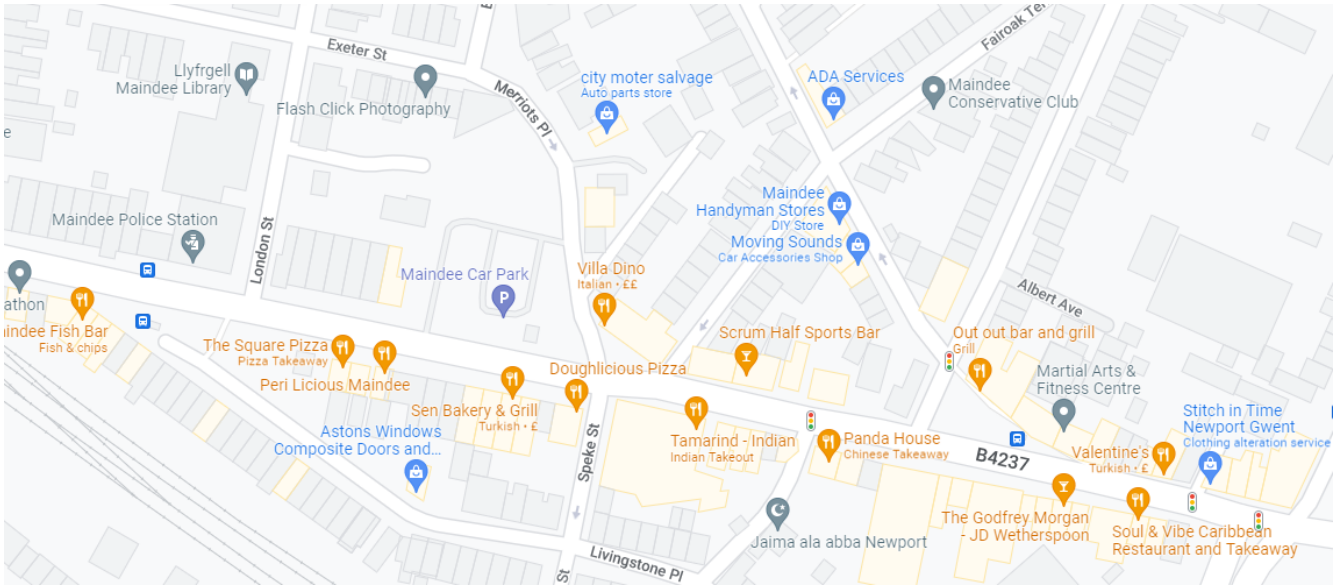 Exeter St
Llyfrgell
Maindee Library
Flash Click Photography
Merriots Pl
city moter salvage
Auto parts store
ADA Services
Fairoak Ter
Maindee
Conservative Club
Maindee Police Station
London St
Maindee
Handyman Stores
DIY Store
Moving Sounds
Car Accessories Shop
Maindee Car Park
P
Villa Dino
Italian • ££
Albert Ave
athon
aindee Fish Bar
Fish & chips
The Square Pizza
Pizza Takeaway
Peri Licious Maindee
Scrum Half Sports Bar
Out out bar and grill
Grill
Doughlicious Pizza
Martial Arts &
Fitness Centre
Sen Bakery & Grill
Turkish • £
Astons Windows
Composite Doors and...
Speke St
Tamarind - Indian
Indian Takeout
Panda House
Chinese Takeaway
B4237
Valentine's
Turkish • £
Stitch in Time
Newport Gwent
Clothing alteration service
The Godfrey Morgan
- JD Wetherspoon
Soul & Vibe Caribbean
Restaurant and Takeaway
Jaima ala abba Newport
Livingstone Pl
St